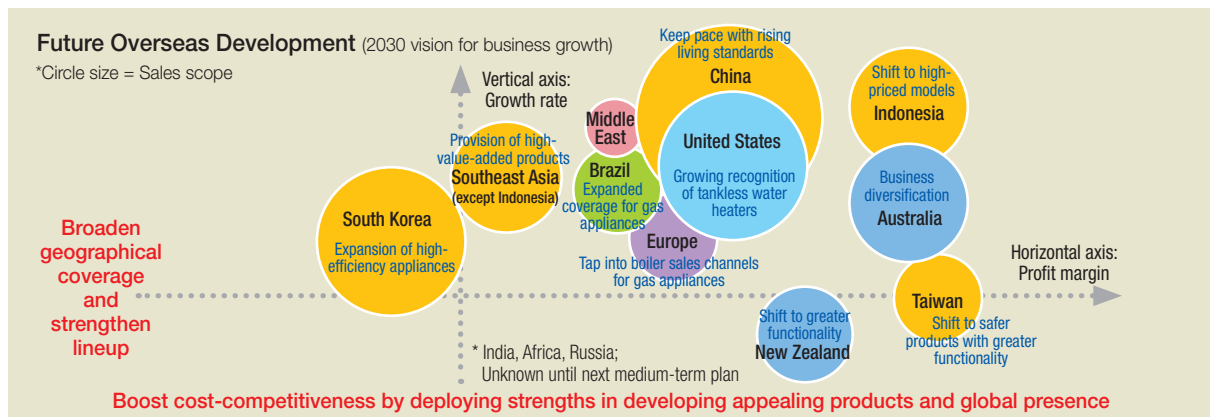 Future Overseas Development (2030 vision for business growth)
*Circle size = Sales scope
Vertical axis:
Growth rate
Keep pace with rising
living standards
China
Shift to high-
priced models
Indonesia
Middle
East
United States
Growing recognition
of tankless water
heaters
Provision of high-
value-added products
Southeast Asia
(except Indonesia)
Brazil
Expanded
coverage for gas
appliances
Business
diversification
Australia
South Korea
Expansion of high-
efficiency appliances
Europe
Tap into boiler sales channels
for gas appliances
Horizontal axis:
Profit margin
Broaden
geographical
coverage
and
strengthen
lineup
Taiwan
Shift to safer
products with greater
functionality
Shift to greater
functionality
New Zealand
* India, Africa, Russia;
Unknown until next medium-term plan
Boost cost-competitiveness by deploying strengths in developing appealing products and global presence